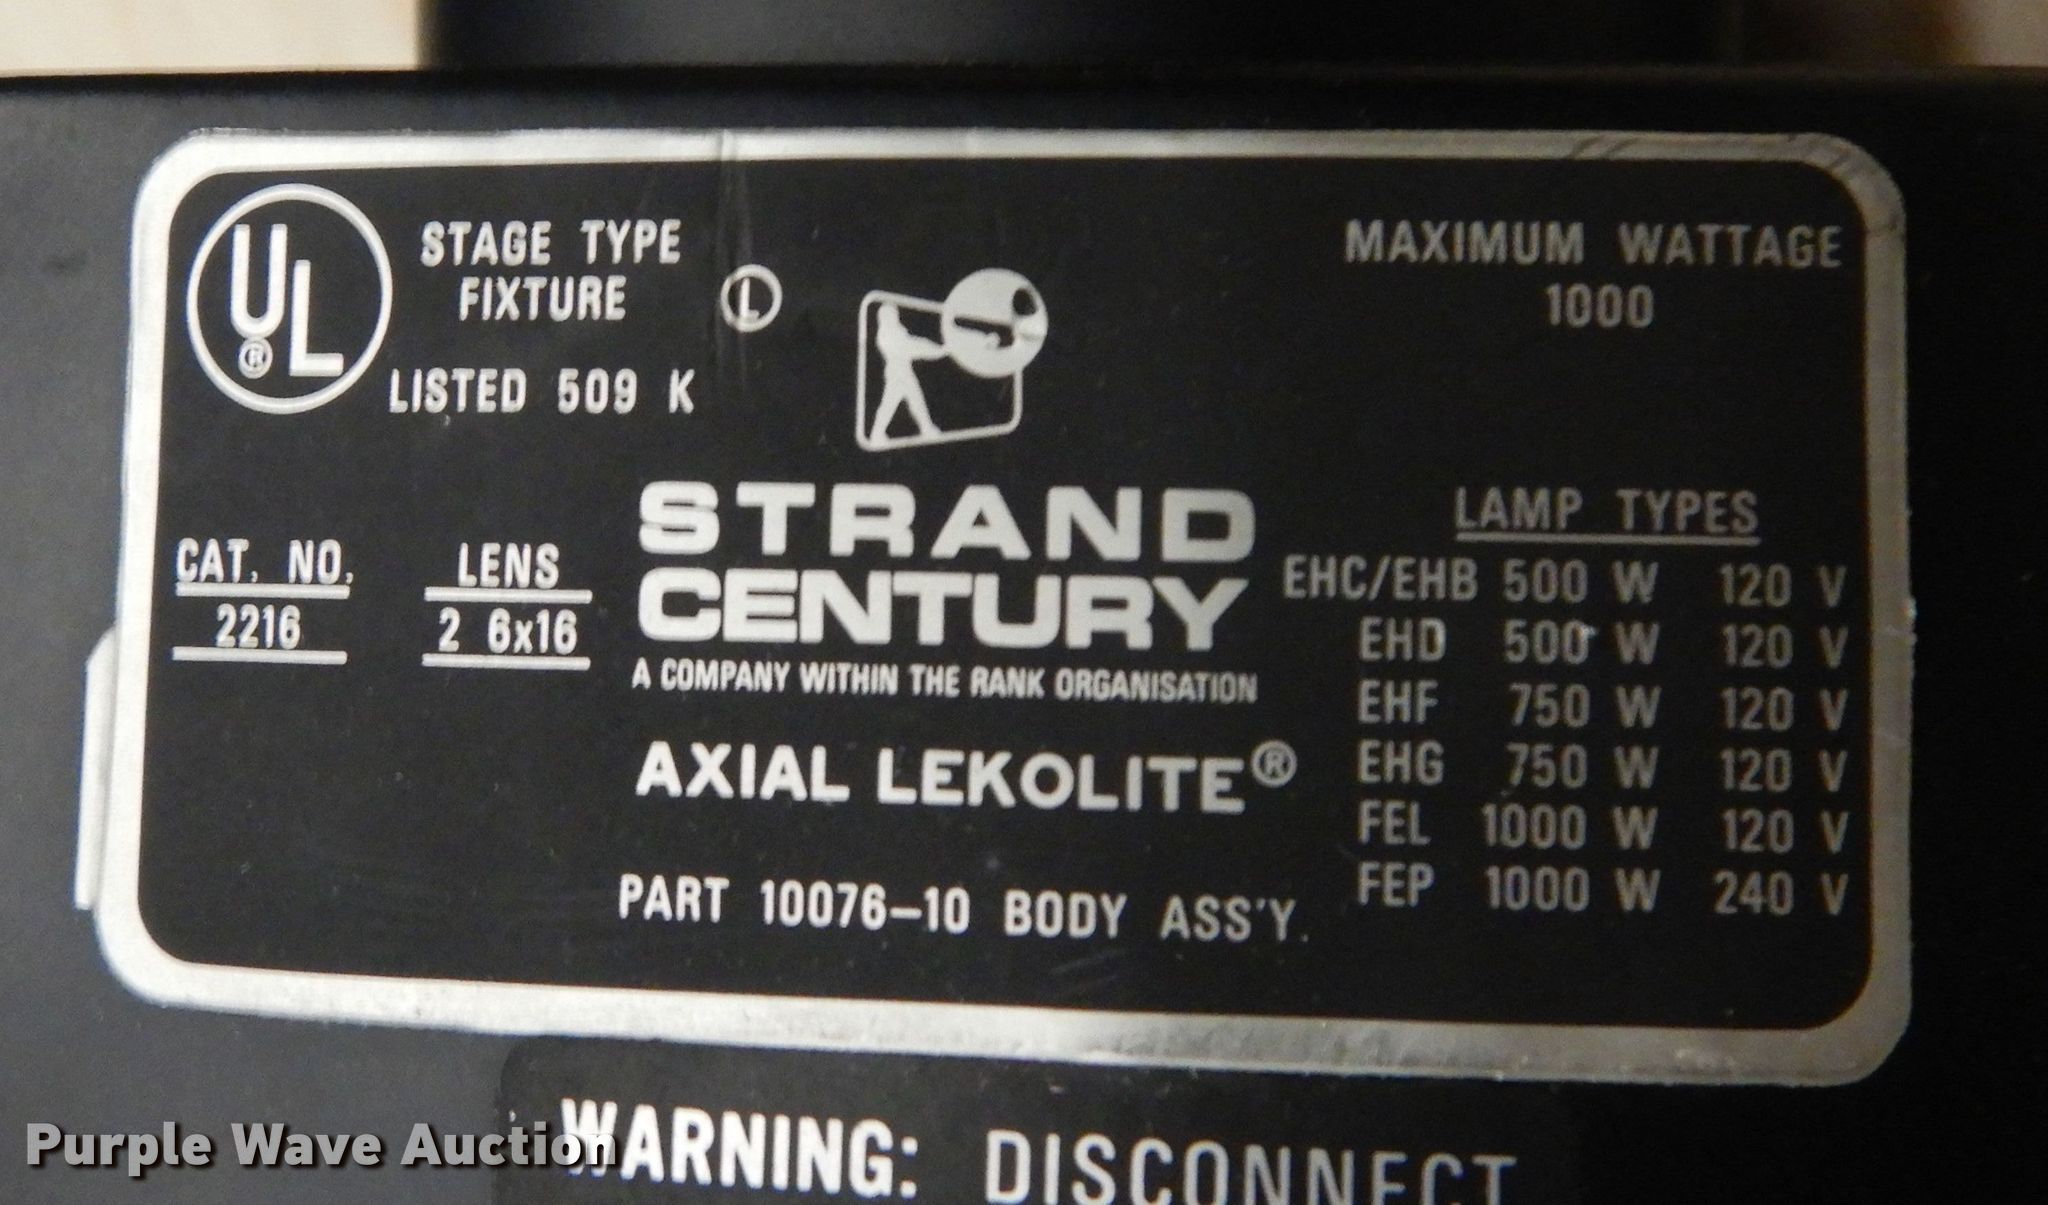 UL
®
STAGE TYPE
FIXTURE
LISTED 509 K
L
MAXIMUM WATTAGE
1000
CAT. NO.
2216
LENS
2 6x16
STRAND
CENTURY
A COMPANY WITHIN THE RANK ORGANISATION
AXIAL LEKOLITE®
PART 10076-10 BODY ASS'Y.
LAMP TYPES
EHC/EHB 500 W 120 V
EHD 500 W 120 V
EHF 750 W 120 V
EHG 750 W 120 V
FEL 1000 W 120 V
FEP 1000 W 240 V
WARNING: DISCONNECT
Purple Wave Auction